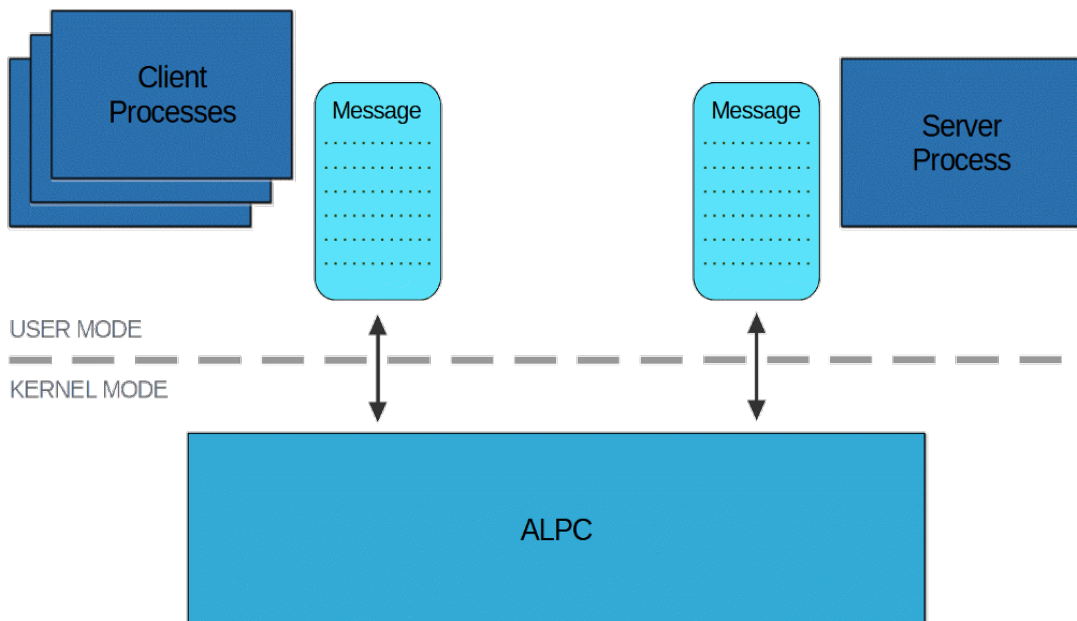 Client
Processes
Message
Message
Server
Process
USER MODE
KERNEL MODE
ALPC